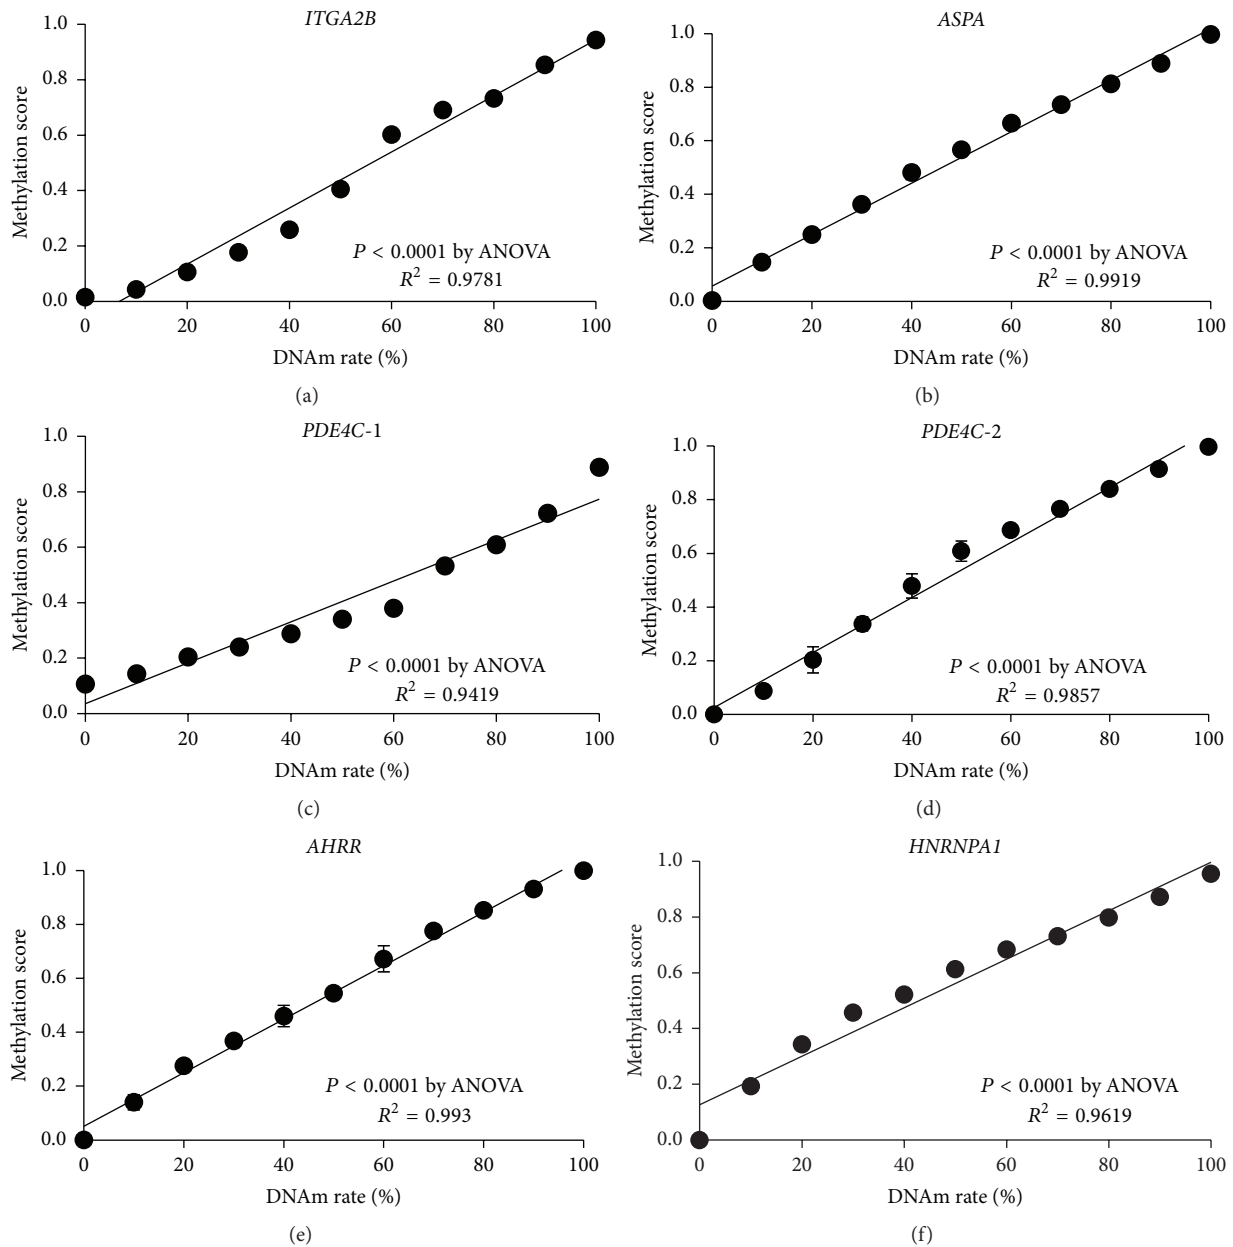 ITGA2B
1.0
0.8
0.6
0.4
0.2
0.0
Methylation score
P < 0.0001 by ANOVA
R² = 0.9781
0 20 40 60 80 100
DNAm rate (%)
(a)
ASPA
1.0
0.8
0.6
0.4
0.2
0.0
Methylation score
P < 0.0001 by ANOVA
R² = 0.9919
0 20 40 60 80 100
DNAm rate (%)
(b)
PDE4C-1
1.0
0.8
0.6
0.4
0.2
0.0
Methylation score
P < 0.0001 by ANOVA
R² = 0.9419
0 20 40 60 80 100
DNAm rate (%)
(c)
PDE4C-2
1.0
0.8
0.6
0.4
0.2
0.0
Methylation score
P < 0.0001 by ANOVA
R² = 0.9857
0 20 40 60 80 100
DNAm rate (%)
(d)
AHRR
1.0
0.8
0.6
0.4
0.2
0.0
Methylation score
P < 0.0001 by ANOVA
R² = 0.993
0 20 40 60 80 100
DNAm rate (%)
(e)
HNRNPA1
1.0
0.8
0.6
0.4
0.2
0.0
Methylation score
P < 0.0001 by ANOVA
R² = 0.9619
0 20 40 60 80 100
DNAm rate (%)
(f)